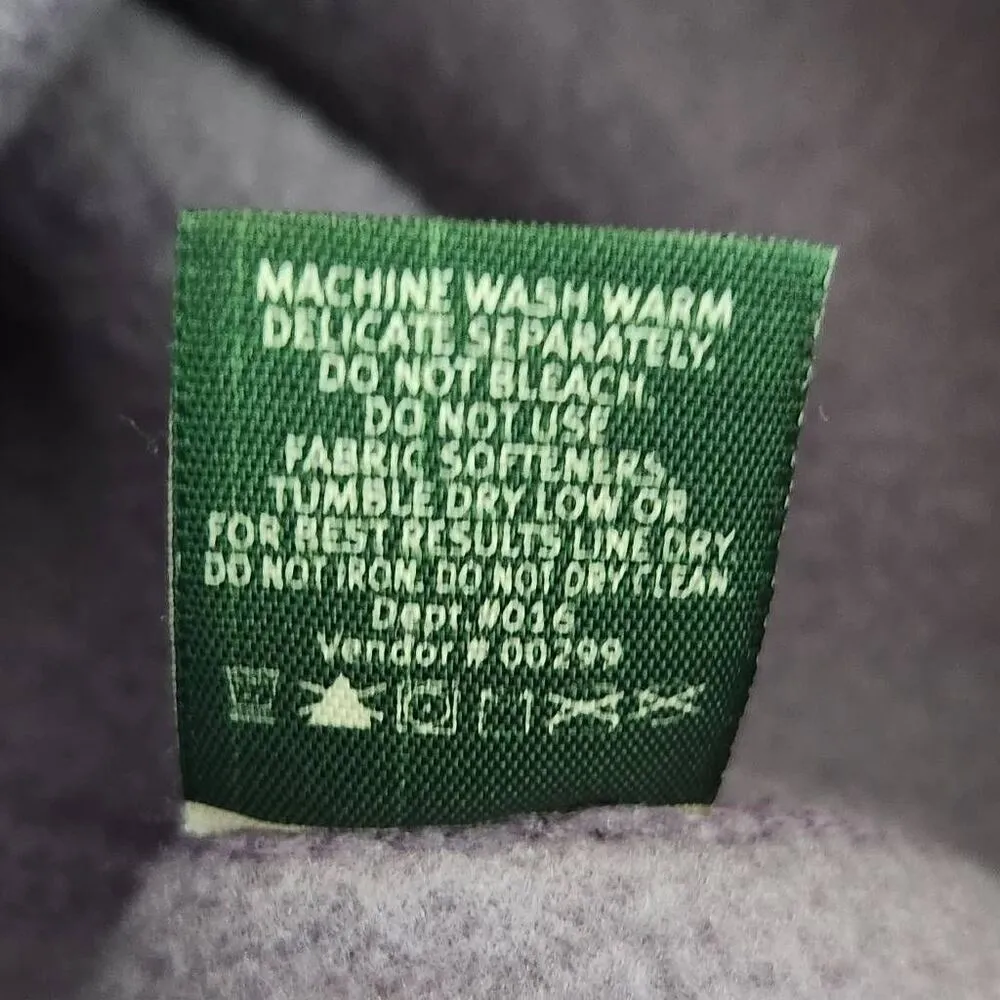 MACHINE WASH WARM
DELICATE SEPARATELY.
DO NOT BLEACH.
DO NOT USE
FABRIC SOFTENERS.
TUMBLE DRY LOW OR
FOR BEST RESULTS LINE DRY
DO NOT IRON. DO NOT DRY CLEAN
Dept #016
Vendor # 00299